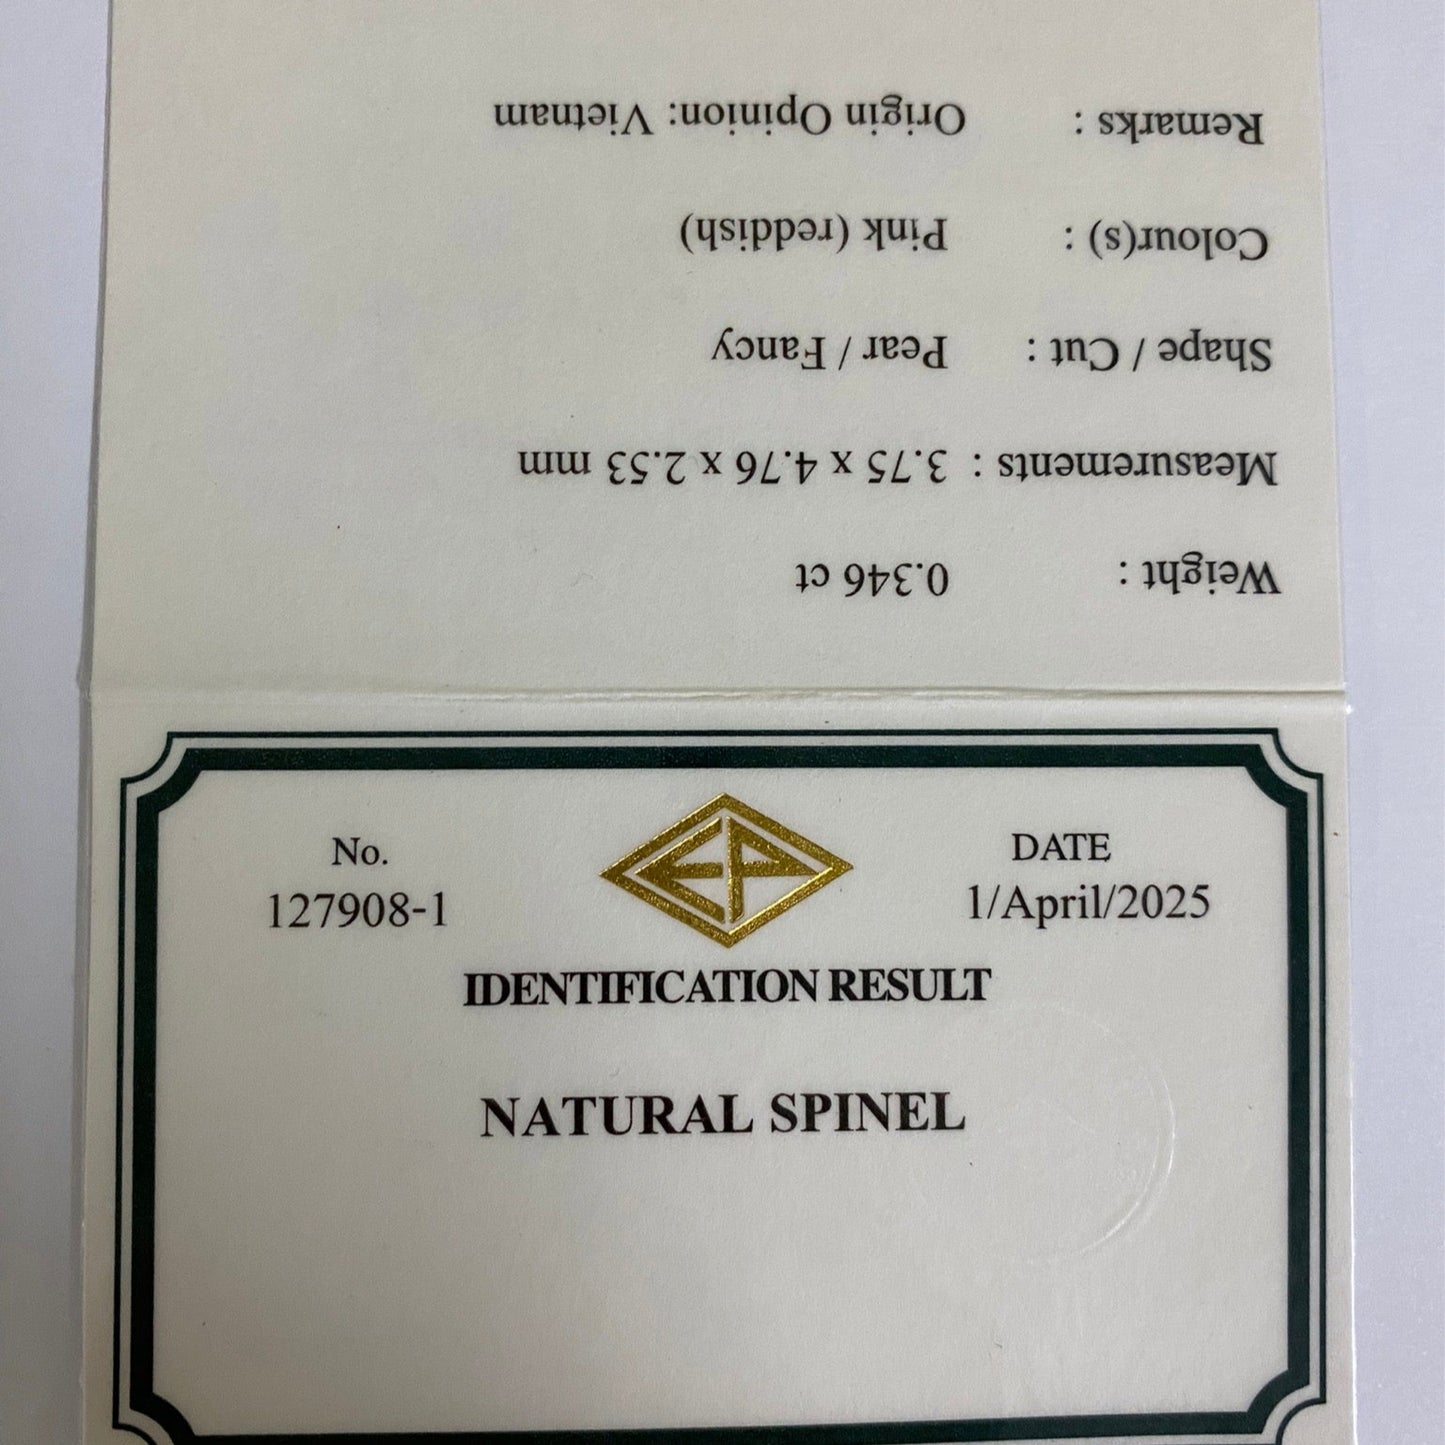 No.
127908-1
EP
DATE
1/April/2025
IDENTIFICATION RESULT
NATURAL SPINEL
Weight : 0.346 ct
Measurements : 3.75 x 4.76 x 2.53 mm
Shape / Cut : Pear / Fancy
Colour(s) : Pink (reddish)
Remarks : Origin Opinion: Vietnam